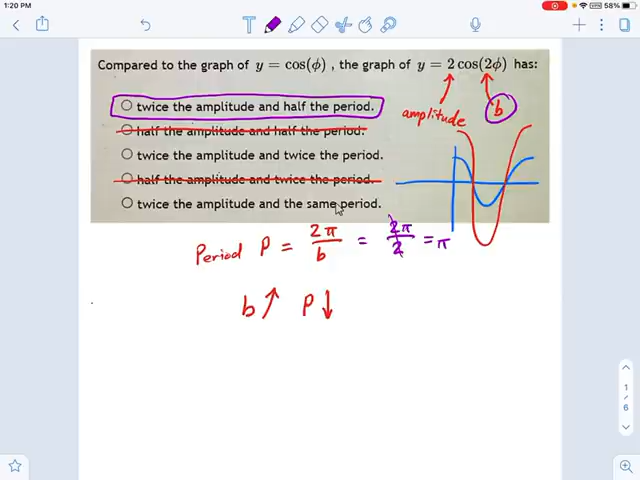 1:20 PM
58%
Compared to the graph of y = cos(ϕ) , the graph of y = 2 cos(2ϕ) has:
twice the amplitude and half the period.
half the amplitude and half the period.
twice the amplitude and twice the period.
half the amplitude and twice the period.
twice the amplitude and the same period.
amplitude
b
Period P = 2π/b = 2π/2 = π
b ↑ P ↓
1
/
6